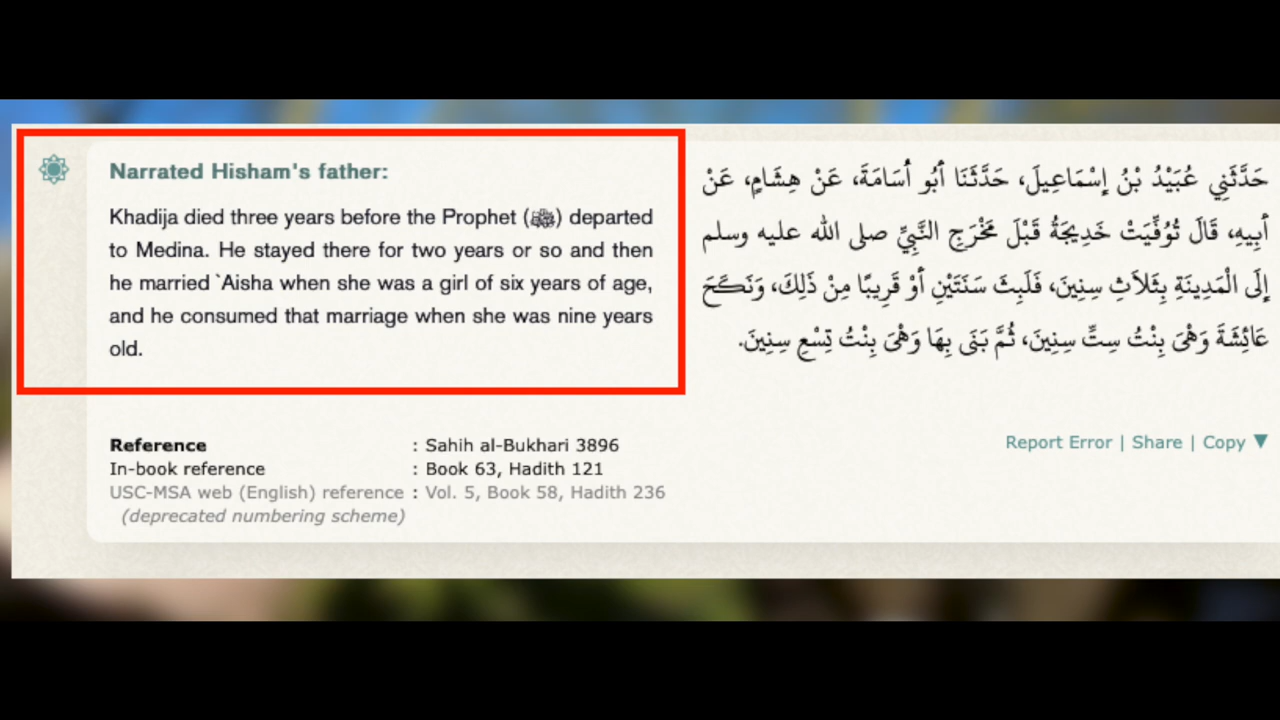 Narrated Hisham's father:
Khadija died three years before the Prophet (ﷺ) departed
to Medina. He stayed there for two years or so and then
he married `Aisha when she was a girl of six years of age,
and he consumed that marriage when she was nine years
old.
حَدَّثَنِي عُبَيْدُ بْنُ إِسْمَاعِيلَ، حَدَّثَنَا أَبُو أُسَامَةَ، عَنْ هِشَامٍ، عَنْ
أَبِيهِ، قَالَ تُوُفِّيَتْ خَدِيجَةُ قَبْلَ مَخْرَجِ النَّبِيِّ صلى الله عليه وسلم
إِلَى الْمَدِينَةِ بِثَلاَثِ سِنِينَ، فَلَبِثَ سَنَتَيْنِ أَوْ قَرِيبًا مِنْ ذَلِكَ، وَنَكَحَ
عَائِشَةَ وَهْىَ بِنْتُ سِتِّ سِنِينَ، ثُمَّ بَنَى بِهَا وَهْىَ بِنْتُ تِسْعِ سِنِينَ.
Reference : Sahih al-Bukhari 3896
In-book reference : Book 63, Hadith 121
USC-MSA web (English) reference : Vol. 5, Book 58, Hadith 236
(deprecated numbering scheme)
Report Error | Share | Copy ▼